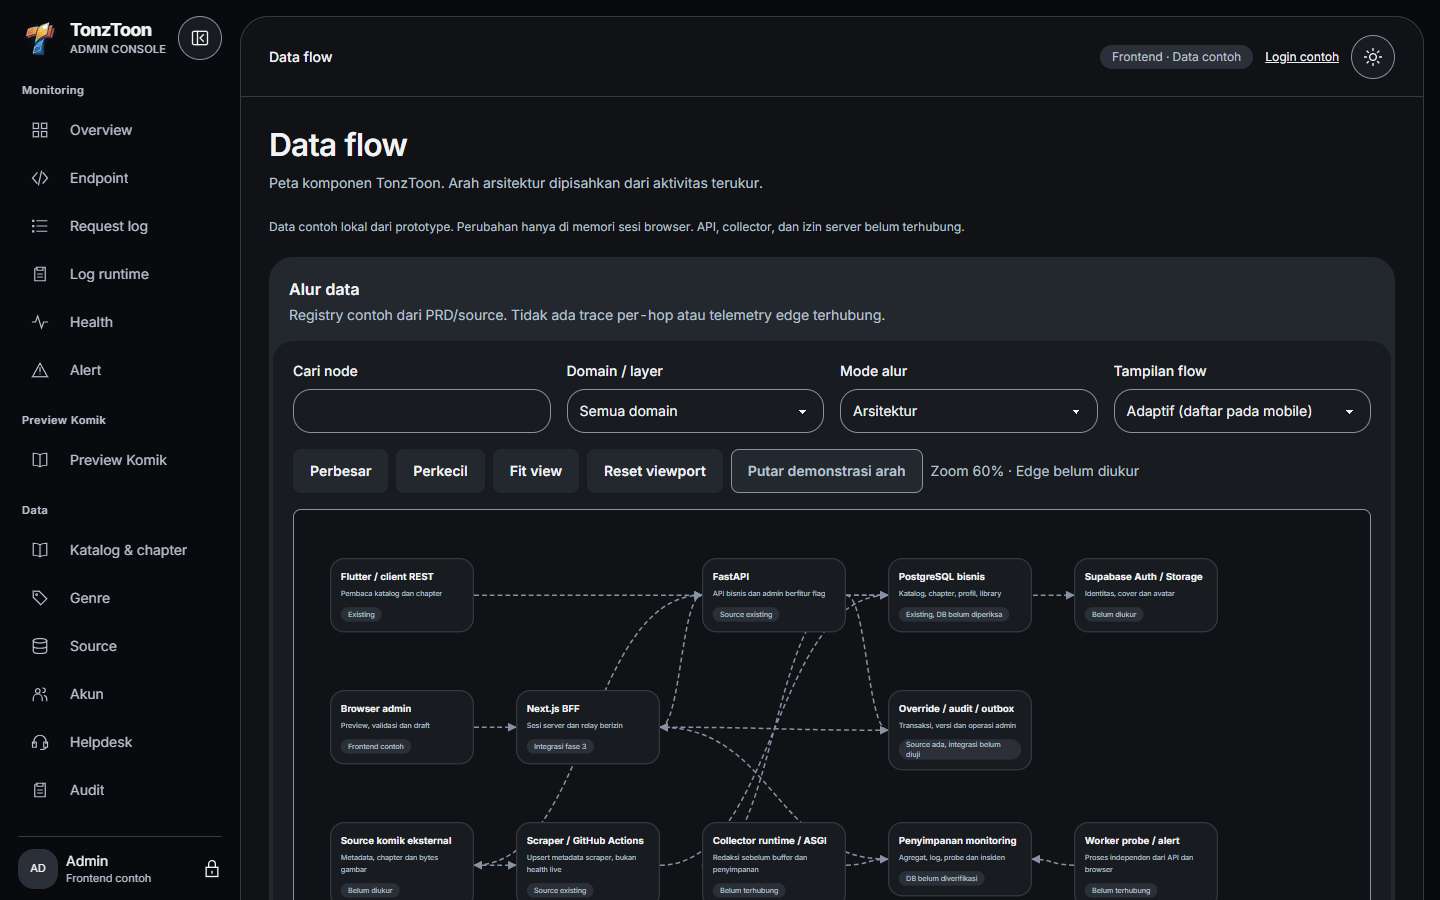 TonzToon
ADMIN CONSOLE
Monitoring
Overview
Endpoint
Request log
Log runtime
Health
Alert
Preview Komik
Preview Komik
Data
Katalog & chapter
Genre
Source
Akun
Helpdesk
Audit
AD
Admin
Frontend contoh
Data flow
Frontend · Data contoh
Login contoh
Data flow
Peta komponen TonzToon. Arah arsitektur dipisahkan dari aktivitas terukur.
Data contoh lokal dari prototype. Perubahan hanya di memori sesi browser. API, collector, dan izin server belum terhubung.
Alur data
Registry contoh dari PRD/source. Tidak ada trace per-hop atau telemetry edge terhubung.
Cari node
Domain / layer
Semua domain
Mode alur
Arsitektur
Tampilan flow
Adaptif (daftar pada mobile)
Perbesar
Perkecil
Fit view
Reset viewport
Putar demonstrasi arah
Zoom 60% · Edge belum diukur
Flutter / client REST
Pembaca katalog dan chapter
Existing
FastAPI
API bisnis dan admin berfitur flag
Source existing
PostgreSQL bisnis
Katalog, chapter, profil, library
Existing, DB belum diperiksa
Supabase Auth / Storage
Identitas, cover dan avatar
Belum diukur
Browser admin
Preview, validasi dan draft
Frontend contoh
Next.js BFF
Sesi server dan relay berizin
Integrasi fase 3
Override / audit / outbox
Transaksi, versi dan operasi admin
Source ada, integrasi belum
diuji
Source komik eksternal
Metadata, chapter dan bytes
gambar
Belum diukur
Scraper / GitHub Actions
Upsert metadata scraper, bukan
health live
Source existing
Collector runtime / ASGI
Redaksi sebelum buffer dan
penyimpanan
Belum terhubung
Penyimpanan monitoring
Agregat, log, probe dan insiden
DB belum diverifikasi
Worker probe / alert
Proses independen dari API dan
browser
Belum terhubung